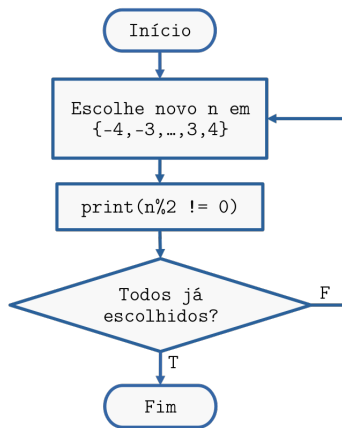 Início
Escolhe novo n em
{-4,-3,…,3,4}
print(n%2 != 0)
Todos já
escolhidos?
F
T
Fim